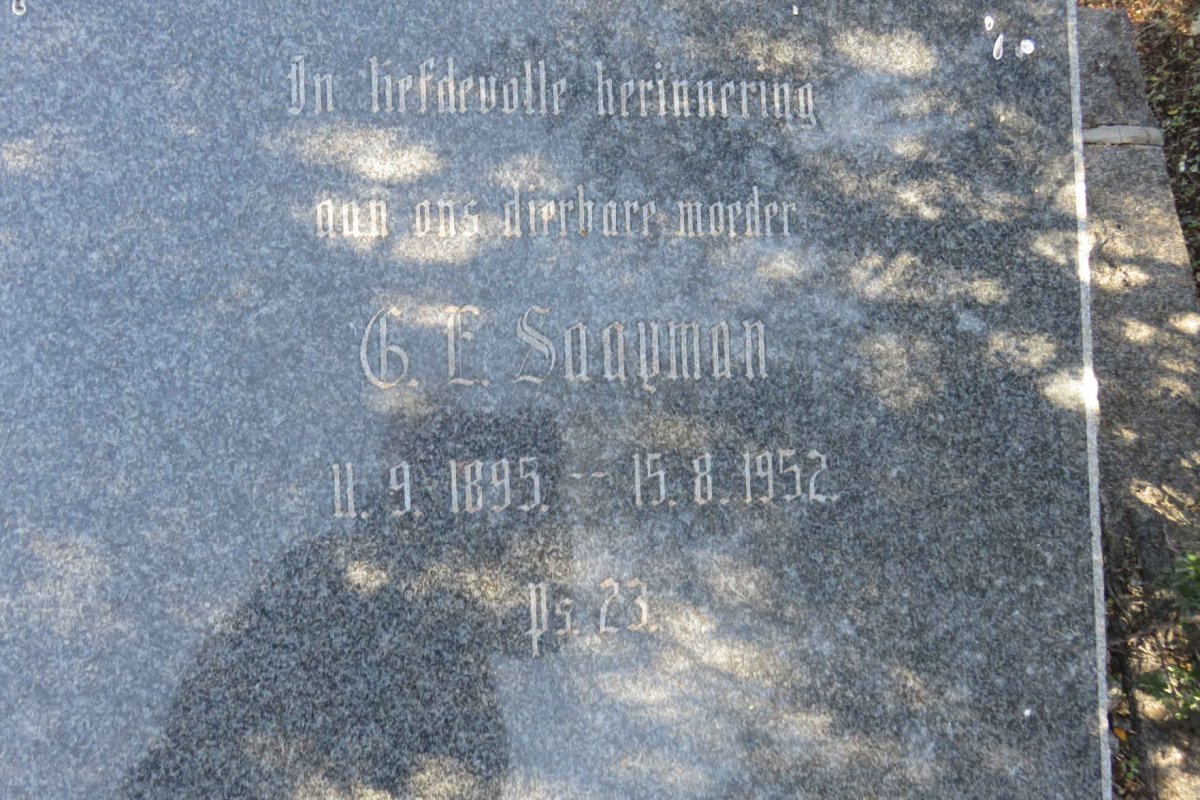 In liefdevolle herinnering
aan ons dierbare moeder
G. E. Saayman
11. 9. 1895. -- 15. 8. 1952.
Ps. 23